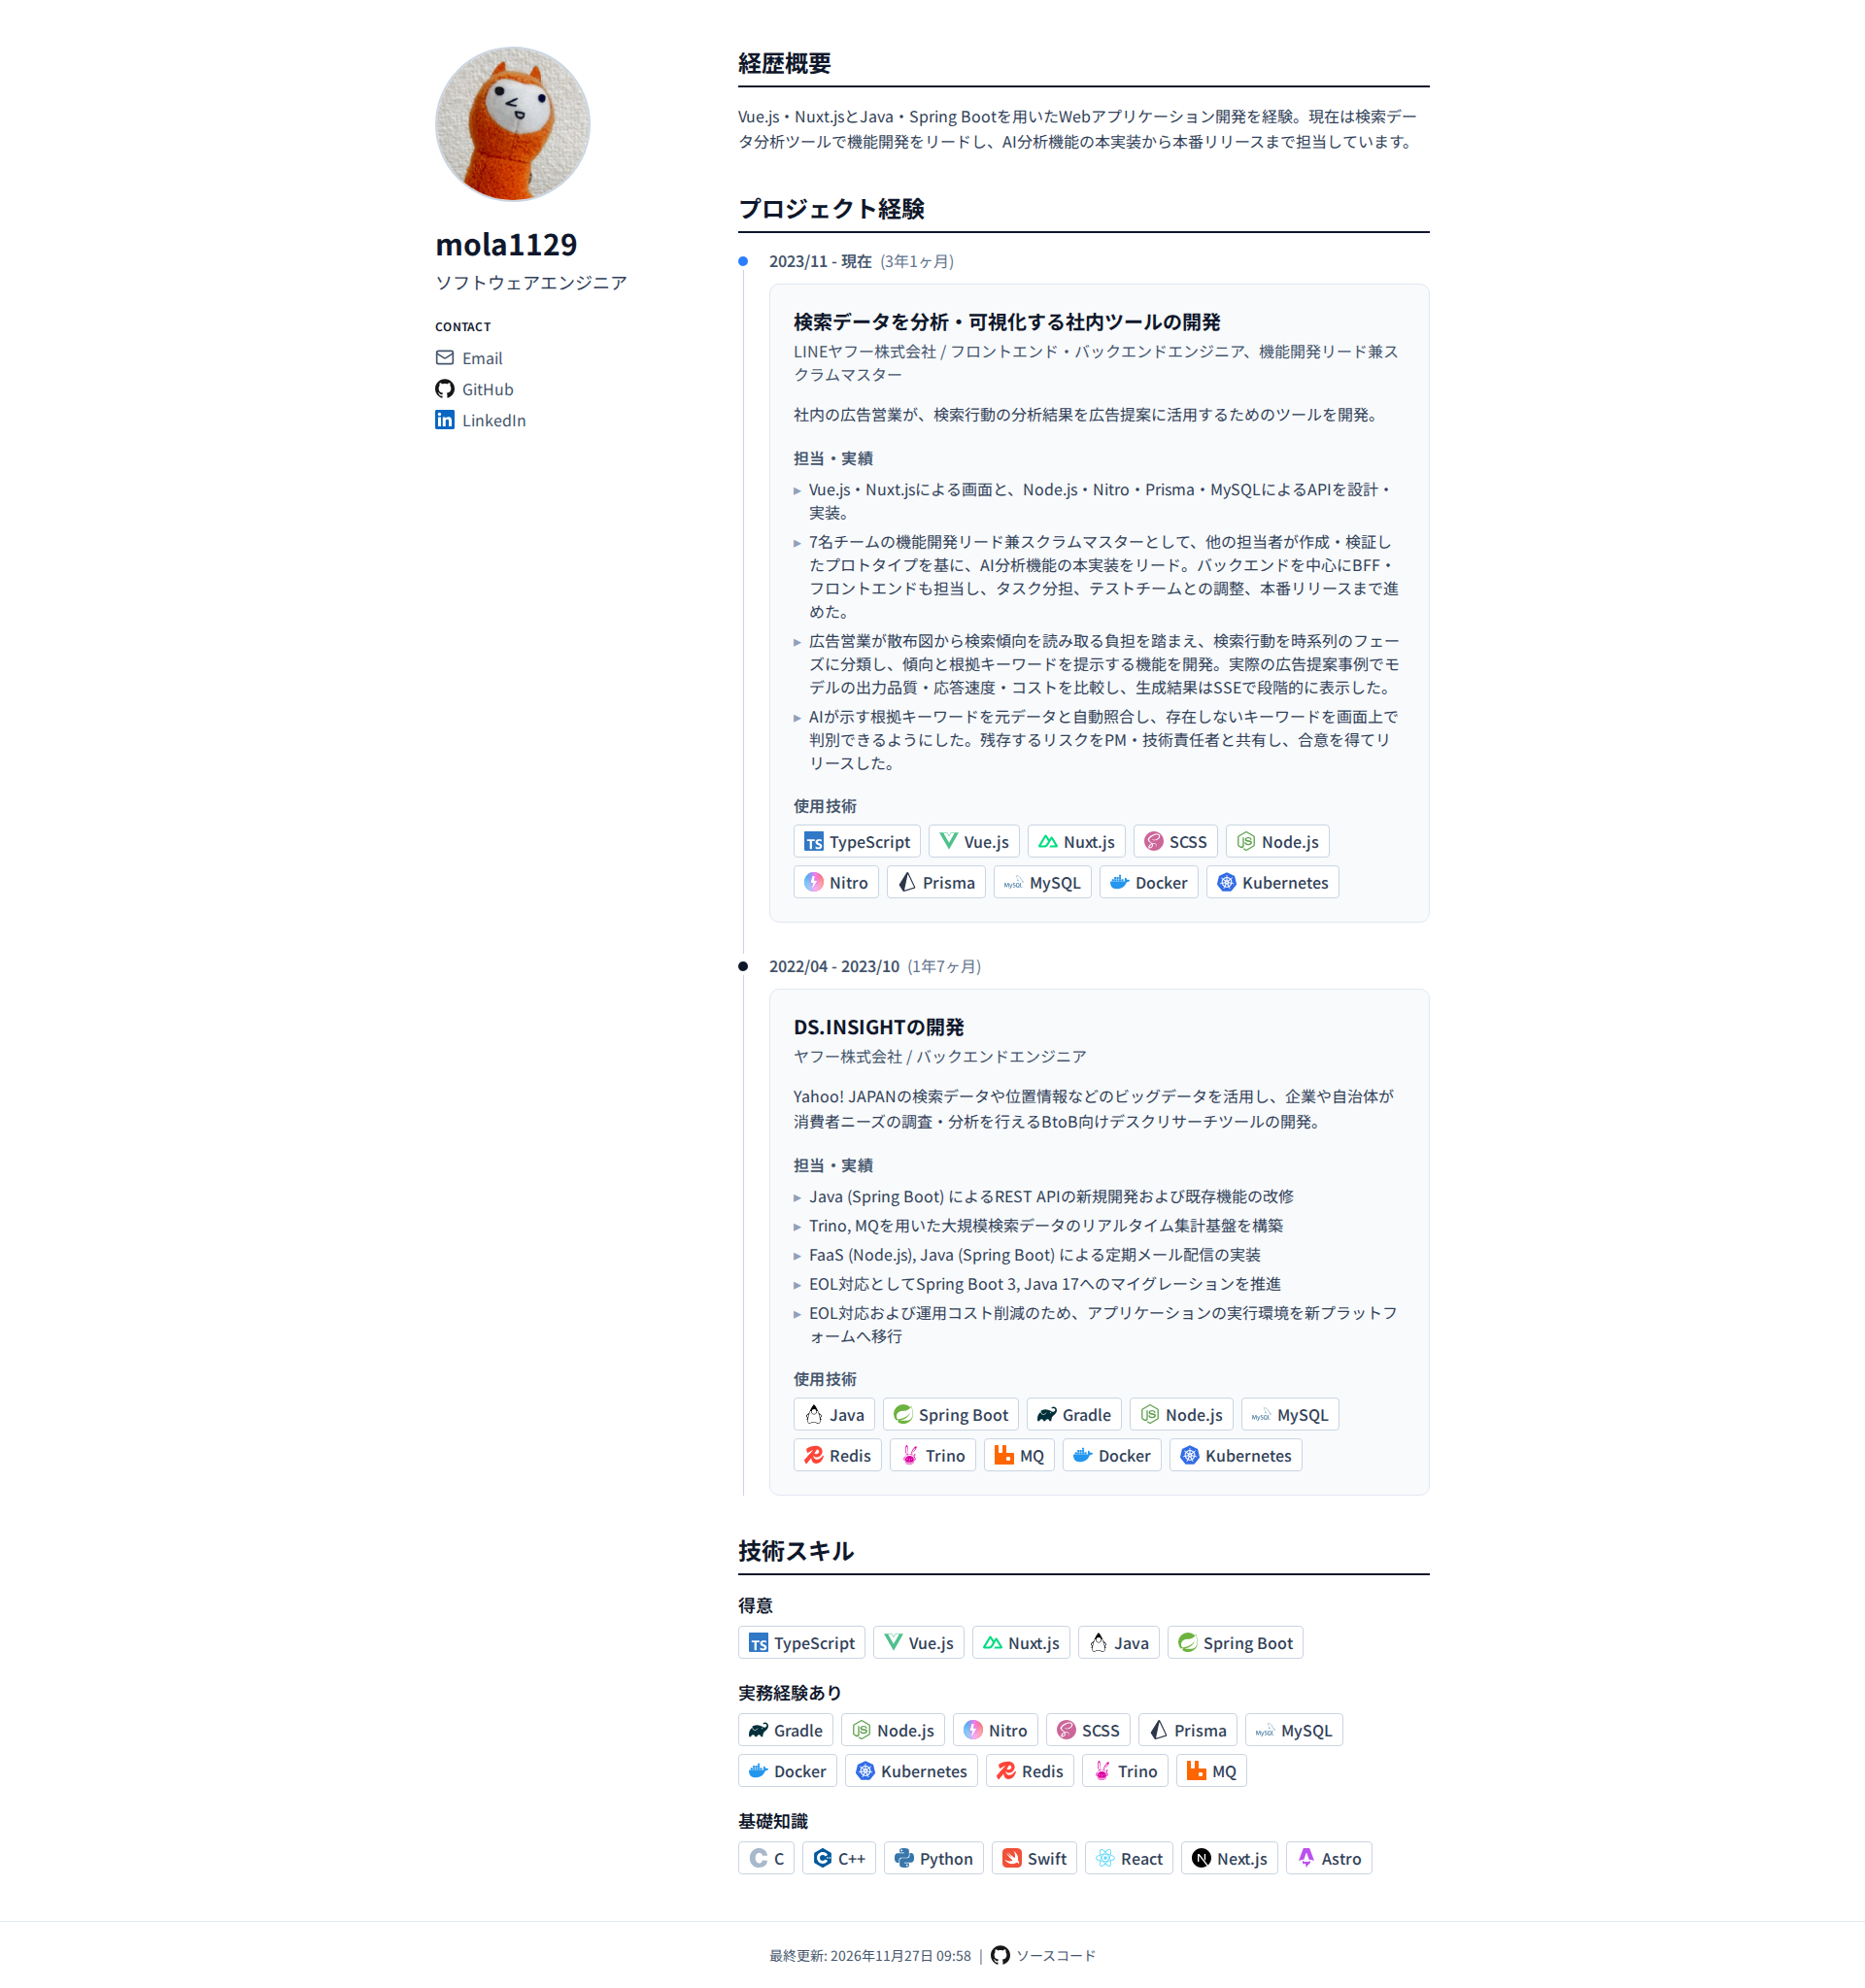 mola1129
ソフトウェアエンジニア
CONTACT
Email
GitHub
LinkedIn
経歴概要
Vue.js・Nuxt.jsとJava・Spring Bootを用いたWebアプリケーション開発を経験。現在は検索デー
タ分析ツールで機能開発をリードし、AI分析機能の本実装から本番リリースまで担当しています。
プロジェクト経験
2023/11 - 現在 (3年1ヶ月)
検索データを分析・可視化する社内ツールの開発
LINEヤフー株式会社 / フロントエンド・バックエンドエンジニア、機能開発リード兼ス
クラムマスター
社内の広告営業が、検索行動の分析結果を広告提案に活用するためのツールを開発。
担当・実績
▸ Vue.js・Nuxt.jsによる画面と、Node.js・Nitro・Prisma・MySQLによるAPIを設計・
実装。
▸ 7名チームの機能開発リード兼スクラムマスターとして、他の担当者が作成・検証し
たプロトタイプを基に、AI分析機能の本実装をリード。バックエンドを中心にBFF・
フロントエンドも担当し、タスク分担、テストチームとの調整、本番リリースまで進
めた。
▸ 広告営業が散布図から検索傾向を読み取る負担を踏まえ、検索行動を時系列のフェー
ズに分類し、傾向と根拠キーワードを提示する機能を開発。実際の広告提案事例でモ
デルの出力品質・応答速度・コストを比較し、生成結果はSSEで段階的に表示した。
▸ AIが示す根拠キーワードを元データと自動照合し、存在しないキーワードを画面上で
判別できるようにした。残存するリスクをPM・技術責任者と共有し、合意を得てリ
リースした。
使用技術
TypeScript Vue.js Nuxt.js SCSS Node.js
Nitro Prisma MySQL Docker Kubernetes
2022/04 - 2023/10 (1年7ヶ月)
DS.INSIGHTの開発
ヤフー株式会社 / バックエンドエンジニア
Yahoo! JAPANの検索データや位置情報などのビッグデータを活用し、企業や自治体が
消費者ニーズの調査・分析を行えるBtoB向けデスクリサーチツールの開発。
担当・実績
▸ Java (Spring Boot) によるREST APIの新規開発および既存機能の改修
▸ Trino, MQを用いた大規模検索データのリアルタイム集計基盤を構築
▸ FaaS (Node.js), Java (Spring Boot) による定期メール配信の実装
▸ EOL対応としてSpring Boot 3, Java 17へのマイグレーションを推進
▸ EOL対応および運用コスト削減のため、アプリケーションの実行環境を新プラットフ
ォームへ移行
使用技術
Java Spring Boot Gradle Node.js MySQL
Redis Trino MQ Docker Kubernetes
技術スキル
得意
TypeScript Vue.js Nuxt.js Java Spring Boot
実務経験あり
Gradle Node.js Nitro SCSS Prisma MySQL
Docker Kubernetes Redis Trino MQ
基礎知識
C C++ Python Swift React Next.js Astro
最終更新: 2026年11月27日 09:58 | ソースコード